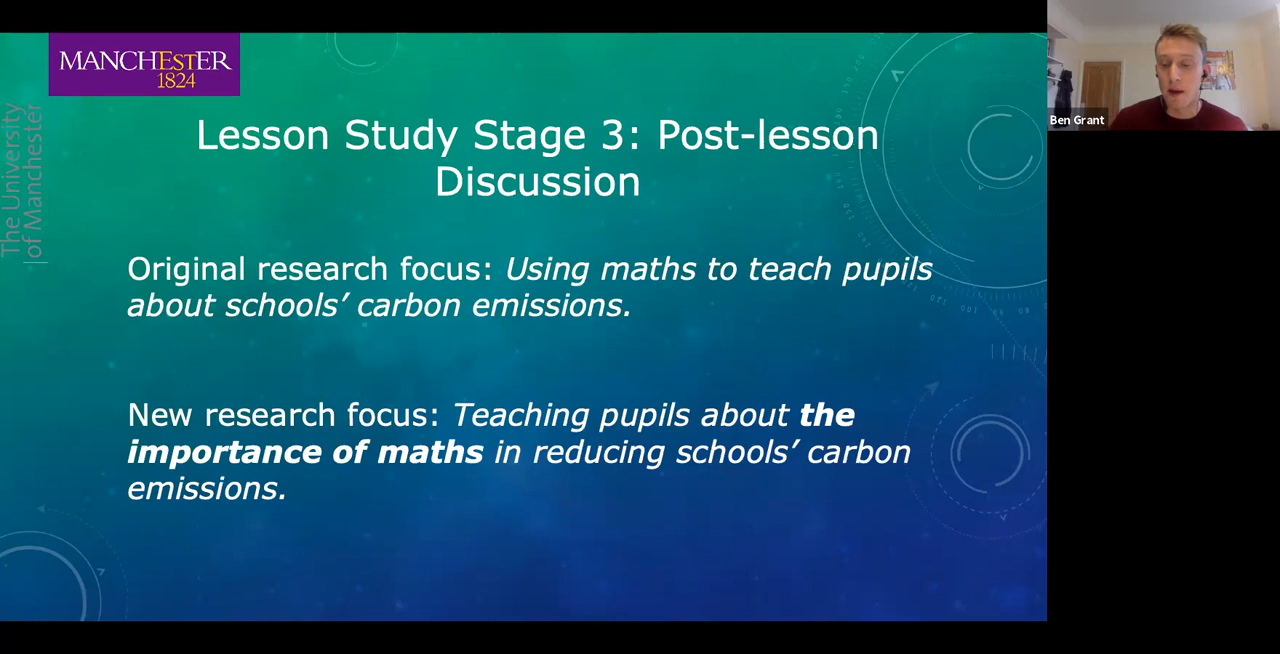 MANCHESTER
1824
The University
of Manchester
Lesson Study Stage 3: Post-lesson
Discussion
Original research focus: Using maths to teach pupils
about schools’ carbon emissions.
New research focus: Teaching pupils about the
importance of maths in reducing schools’ carbon
emissions.
Ben Grant